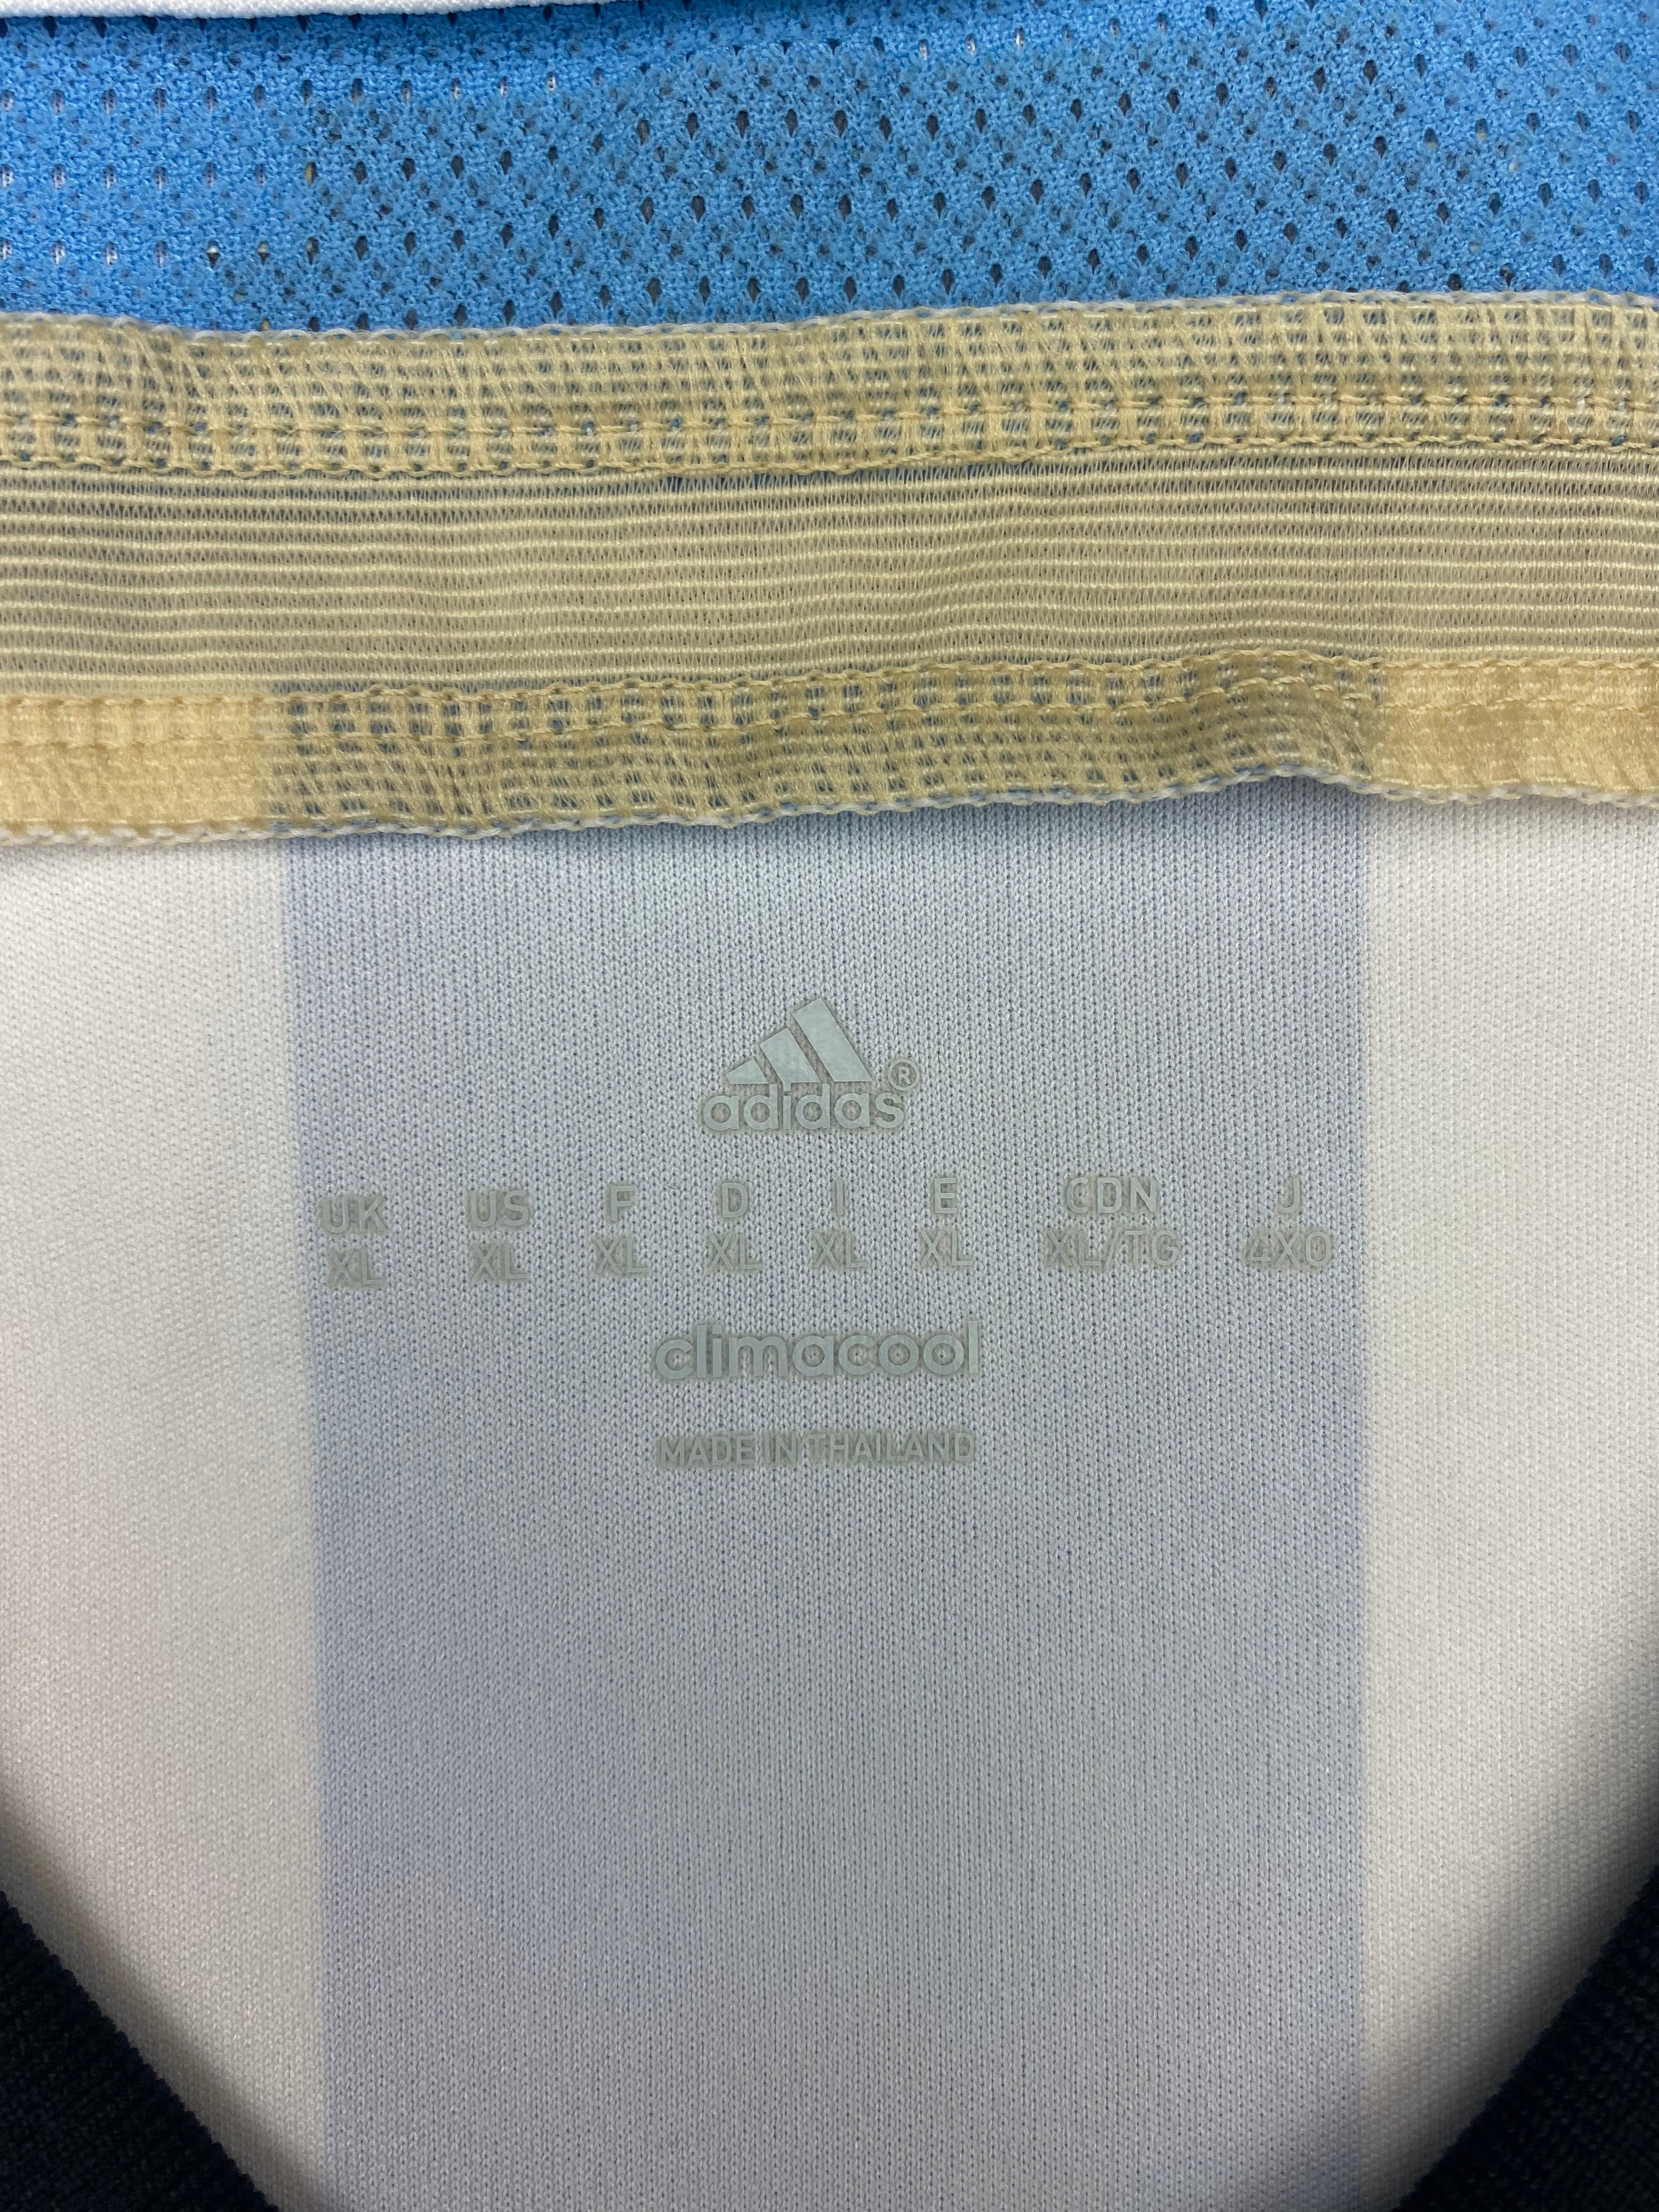 adidas®
UK US F D I E CDN J
XL XL XL XL XL XL XL/TG 4XO
climacool
MADE IN THAILAND